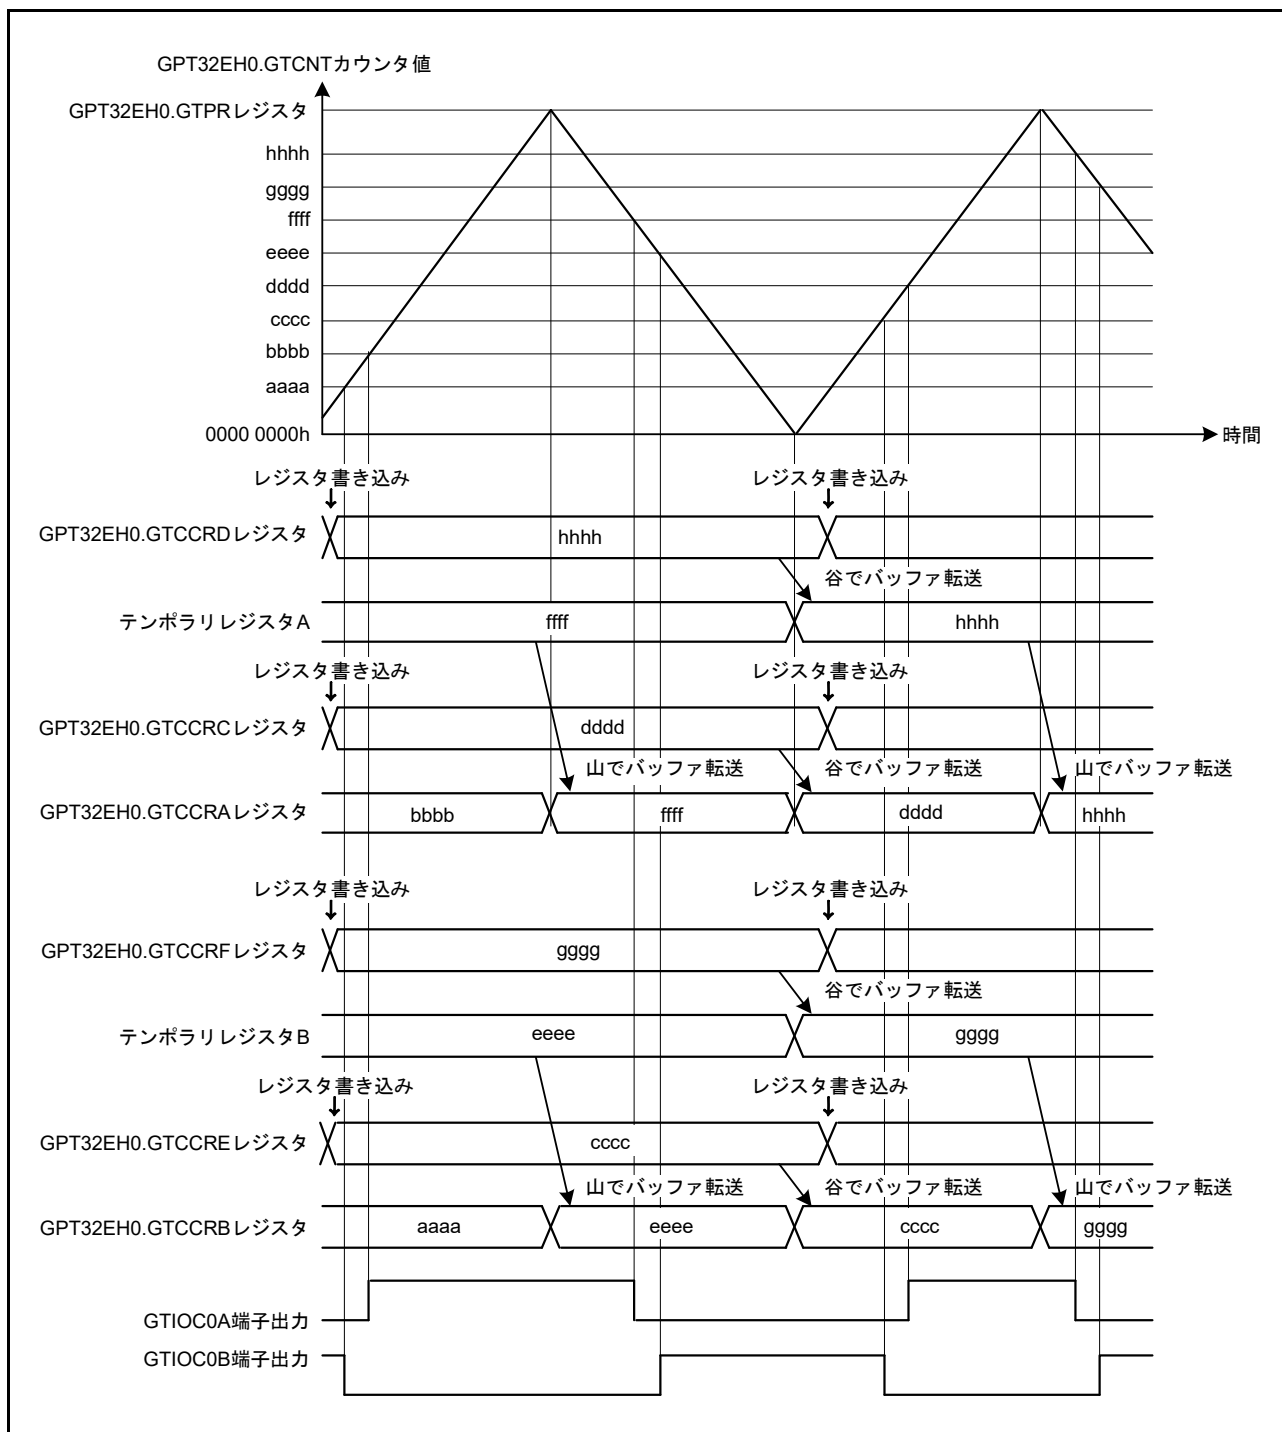 GPT32EH0.GTCNTカウンタ値
GPT32EH0.GTPRレジスタ
hhhh
gggg
ffff
eeee
dddd
cccc
bbbb
aaaa
0000 0000h
時間
レジスタ書き込み
レジスタ書き込み
GPT32EH0.GTCCRDレジスタ
hhhh
谷でバッファ転送
テンポラリレジスタA
ffff
hhhh
レジスタ書き込み
レジスタ書き込み
GPT32EH0.GTCCRCレジスタ
dddd
山でバッファ転送
谷でバッファ転送
山でバッファ転送
GPT32EH0.GTCCRAレジスタ
bbbb
ffff
dddd
hhhh
レジスタ書き込み
レジスタ書き込み
GPT32EH0.GTCCRFレジスタ
gggg
谷でバッファ転送
テンポラリレジスタB
eeee
gggg
レジスタ書き込み
レジスタ書き込み
GPT32EH0.GTCCREレジスタ
cccc
山でバッファ転送
谷でバッファ転送
山でバッファ転送
GPT32EH0.GTCCRBレジスタ
aaaa
eeee
cccc
gggg
GTIOC0A端子出力
GTIOC0B端子出力